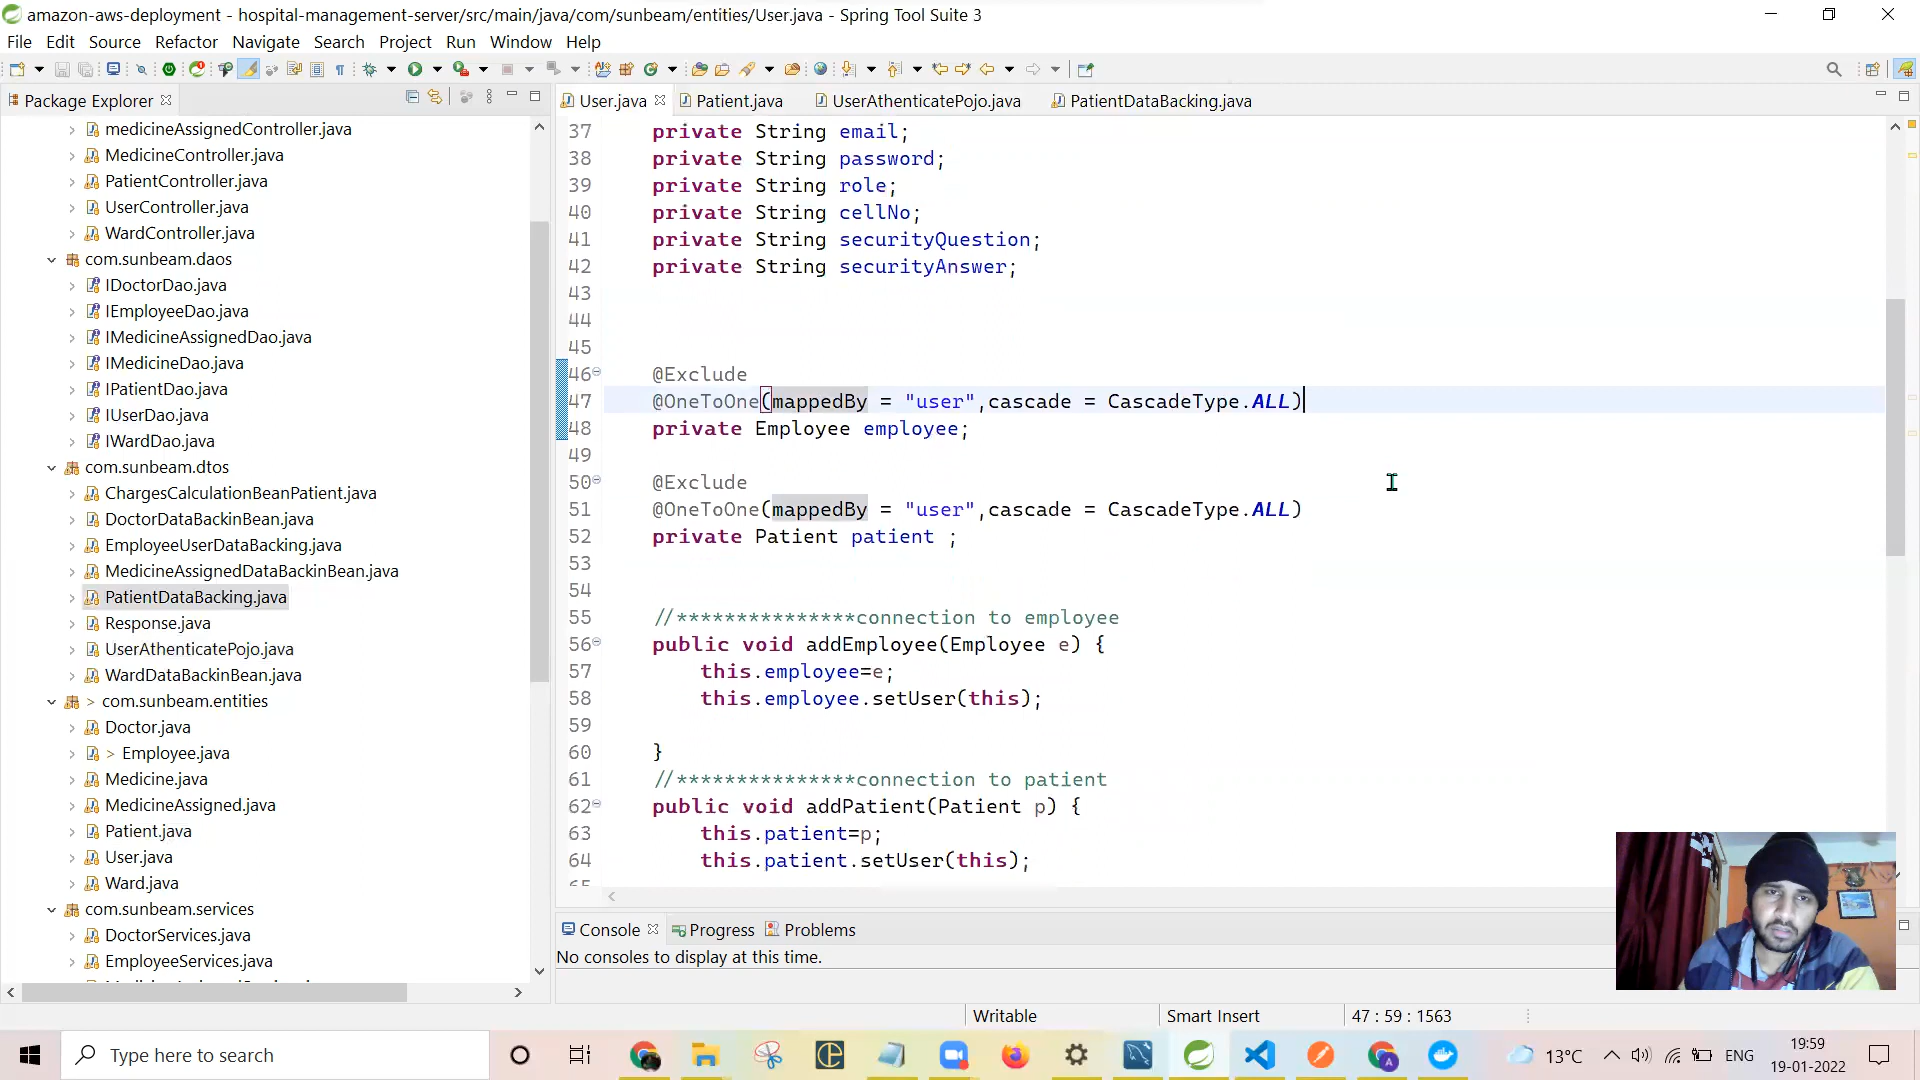 amazon-aws-deployment - hospital-management-server/src/main/java/com/sunbeam/entities/User.java - Spring Tool Suite 3
File Edit Source Refactor Navigate Search Project Run Window Help
Package Explorer
medicineAssignedController.java
MedicineController.java
PatientController.java
UserController.java
WardController.java
com.sunbeam.daos
IDoctorDao.java
IEmployeeDao.java
IMedicineAssignedDao.java
IMedicineDao.java
IPatientDao.java
IUserDao.java
IWardDao.java
com.sunbeam.dtos
ChargesCalculationBeanPatient.java
DoctorDataBackinBean.java
EmployeeUserDataBacking.java
MedicineAssignedDataBackinBean.java
PatientDataBacking.java
Response.java
UserAthenticatePojo.java
WardDataBackinBean.java
> com.sunbeam.entities
Doctor.java
> Employee.java
Medicine.java
MedicineAssigned.java
Patient.java
User.java
Ward.java
com.sunbeam.services
DoctorServices.java
EmployeeServices.java
User.java Patient.java UserAthenticatePojo.java PatientDataBacking.java
37 private String email;
38 private String password;
39 private String role;
40 private String cellNo;
41 private String securityQuestion;
42 private String securityAnswer;
43
44
45
46 @Exclude
47 @OneToOne(mappedBy = "user",cascade = CascadeType.ALL)
48 private Employee employee;
49
50 @Exclude
51 @OneToOne(mappedBy = "user",cascade = CascadeType.ALL)
52 private Patient patient ;
53
54
55 //***************connection to employee
56 public void addEmployee(Employee e) {
57 this.employee=e;
58 this.employee.setUser(this);
59
60 }
61 //***************connection to patient
62 public void addPatient(Patient p) {
63 this.patient=p;
64 this.patient.setUser(this);
Console Progress Problems
No consoles to display at this time.
Writable Smart Insert 47 : 59 : 1563
Type here to search
13°C ENG
19:59
19-01-2022